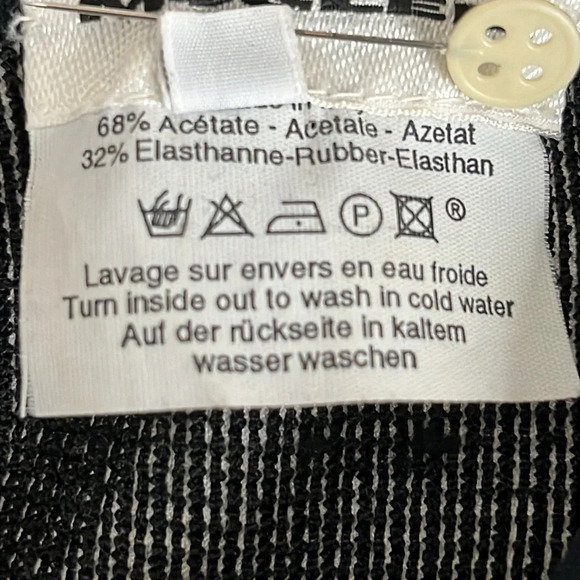 68% Acétate - Acetate - Azetat
32% Elasthanne-Rubber-Elasthan
P ®
Lavage sur envers en eau froide
Turn inside out to wash in cold water
Auf der rückseite in kaltem
wasser waschen